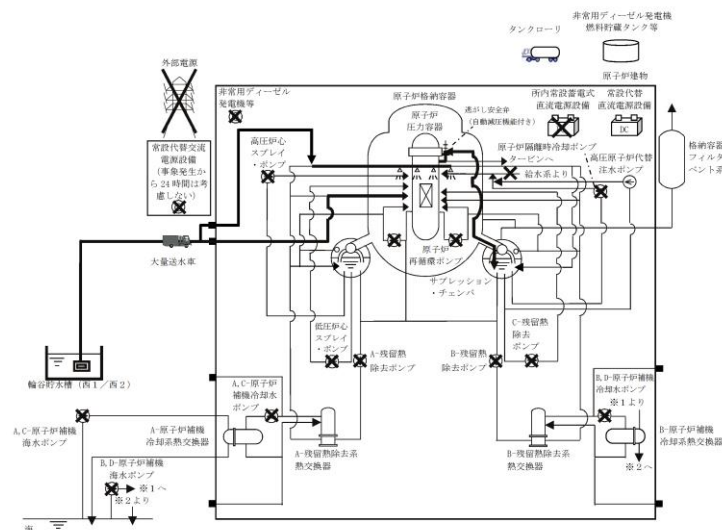 タンクローリ
非常用ディーゼル発電機
燃料貯蔵タンク等
外部電源
常設代替交流
電源設備
(事象発生か
ら24時間は考
慮しない)
非常用ディーゼル
発電機等
原子炉格納容器
原子炉
圧力容器
逃がし安全弁
(自動減圧機能付き)
原子炉建物
所内常設蓄電式
直流電源設備
常設代替
直流電源設備
DC
高圧炉心
スプレイ
・ポンプ
原子炉隔離時冷却ポンプ
タービンへ
給水系より
高圧原子炉代替
注水ポンプ
格納容器
フィルタ
ベント系
大量送水車
原子炉
再循環ポンプ
サプレッション
・チェンバ
低圧炉心
スプレイ
・ポンプ
A-残留熱
除去ポンプ
B-残留熱
除去ポンプ
C-残留熱
除去
ポンプ
輪谷貯水槽(西1/西2)
A,C-原子炉補機
海水ポンプ
A-原子炉補機
冷却系熱交換器
A,C-原子炉
補機冷却水
ポンプ
B,D-原子炉補機
海水ポンプ
※1へ
※2より
海
A-残留熱除去系
熱交換器
B-残留熱除去系
熱交換器
B,D-原子炉補機
冷却水ポンプ
※1より
B-原子炉補機
冷却系熱交換器
※2へ